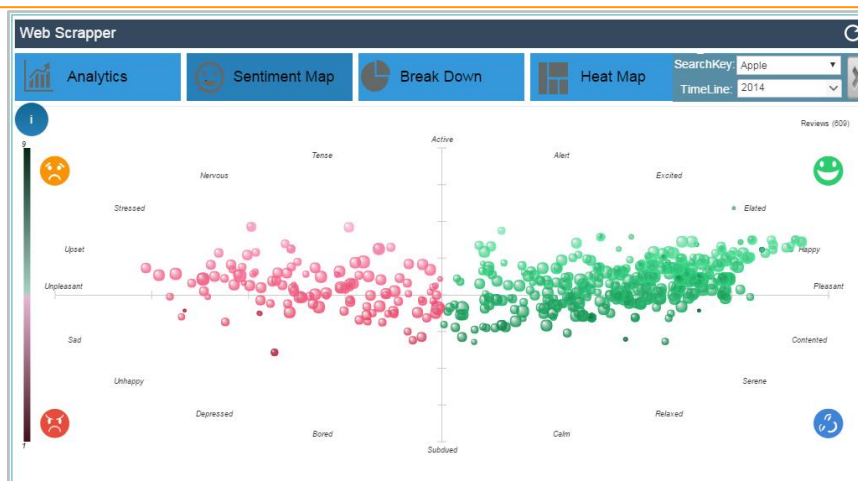 Web Scrapper
Analytics
Sentiment Map
Break Down
Heat Map
SearchKey: Apple
TimeLine: 2014
i
Reviews (609)
9
Active
Tense
Alert
Nervous
Excited
Stressed
Elated
Upset
Happy
Unpleasant
Pleasant
Sad
Contented
Unhappy
Serene
Depressed
Relaxed
Bored
Calm
1
Subdued